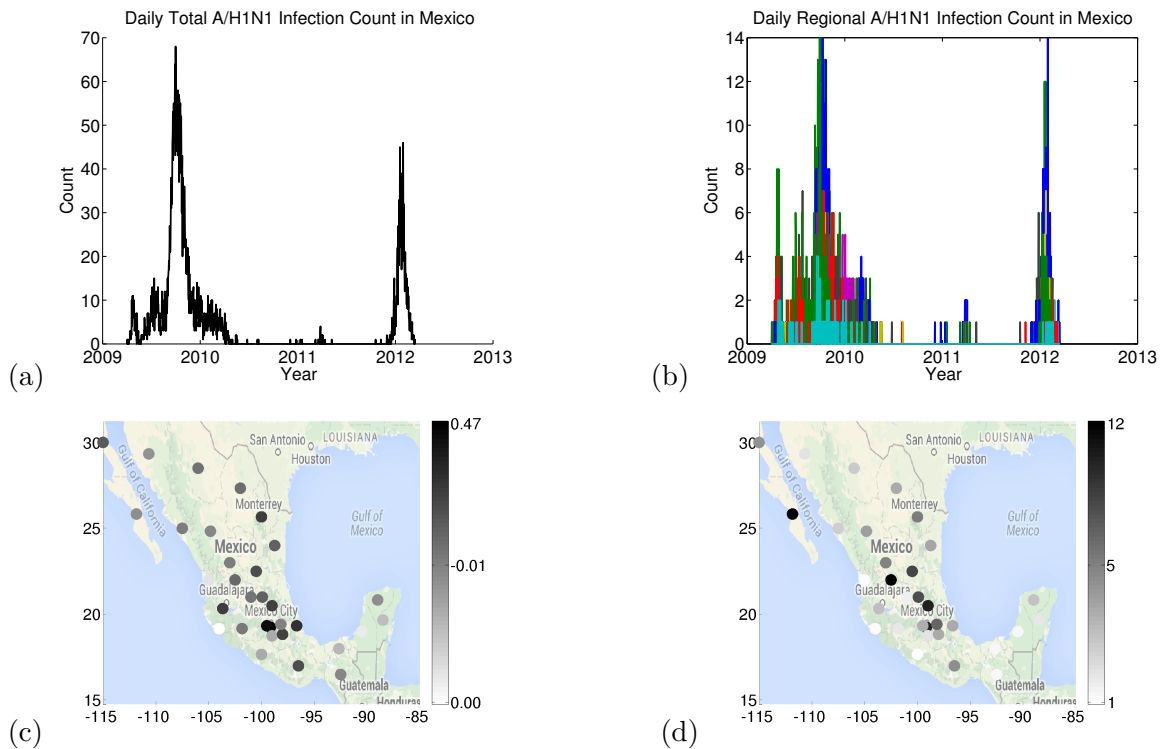 Daily Total A/H1N1 Infection Count in Mexico
70
60
50
40
30
20
10
0
Count
2009 2010 2011 2012 2013
Year
(a)
Daily Regional A/H1N1 Infection Count in Mexico
14
12
10
8
6
4
2
0
Count
2009 2010 2011 2012 2013
Year
(b)
30
25
20
15
-115 -110 -105 -100 -95 -90 -85
San Antonio
LOUISIANA
Houston
Gulf of California
Monterrey
Gulf of
Mexico
Mexico
Guadalajara
Mexico City
Guatemala
Honduras
0.47
-0.01
0.00
(c)
30
25
20
15
-115 -110 -105 -100 -95 -90 -85
San Antonio
LOUISIANA
Houston
Gulf of California
Monterrey
Gulf of
Mexico
Mexico
Guadalajara
Mexico City
Guatemala
Honduras
12
5
1
(d)